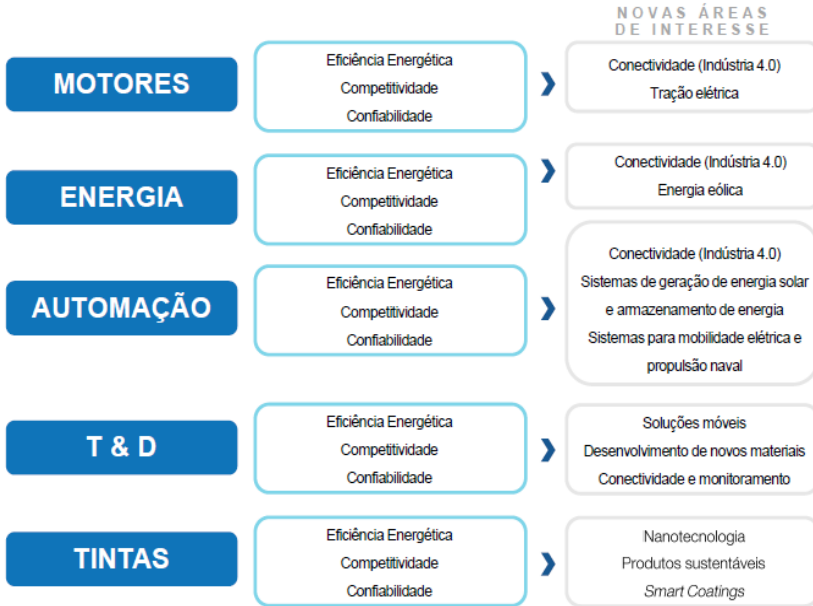 NOVAS ÁREAS
DE INTERESSE
MOTORES
Eficiência Energética
Competitividade
Confiabilidade
Conectividade (Indústria 4.0)
Tração elétrica
ENERGIA
Eficiência Energética
Competitividade
Confiabilidade
Conectividade (Indústria 4.0)
Energia eólica
AUTOMAÇÃO
Eficiência Energética
Competitividade
Confiabilidade
Conectividade (Indústria 4.0)
Sistemas de geração de energia solar
e armazenamento de energia
Sistemas para mobilidade elétrica e
propulsão naval
T & D
Eficiência Energética
Competitividade
Confiabilidade
Soluções móveis
Desenvolvimento de novos materiais
Conectividade e monitoramento
TINTAS
Eficiência Energética
Competitividade
Confiabilidade
Nanotecnologia
Produtos sustentáveis
Smart Coatings